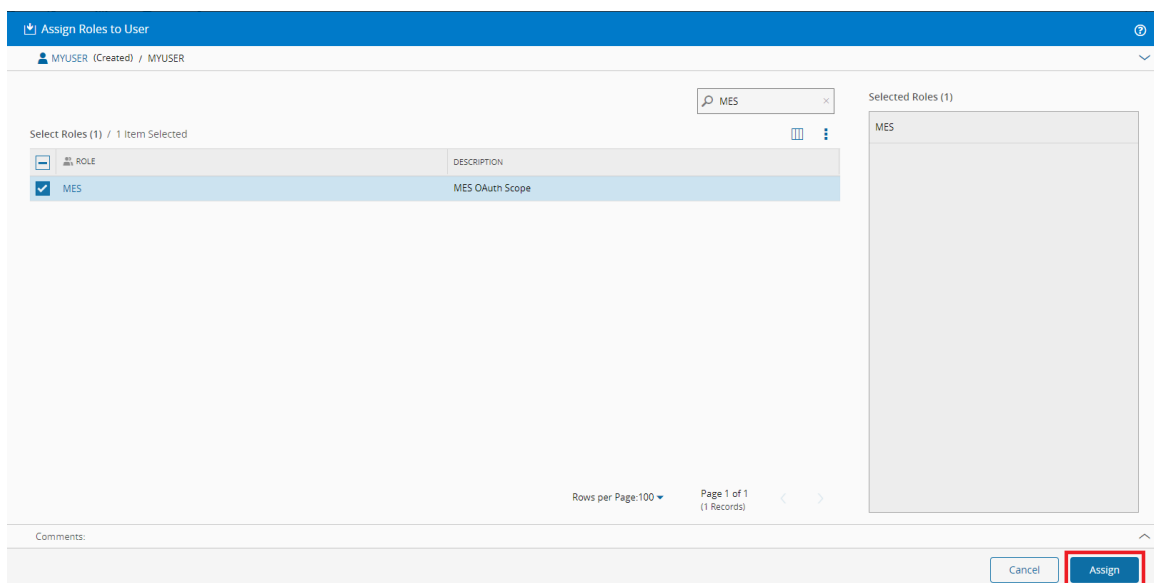 Assign Roles to User
MYUSER (Created) / MYUSER
MES
Selected Roles (1)
Select Roles (1) / 1 Item Selected
MES
ROLE DESCRIPTION
MES MES OAuth Scope
Rows per Page:100 Page 1 of 1
(1 Records)
Comments:
Cancel Assign